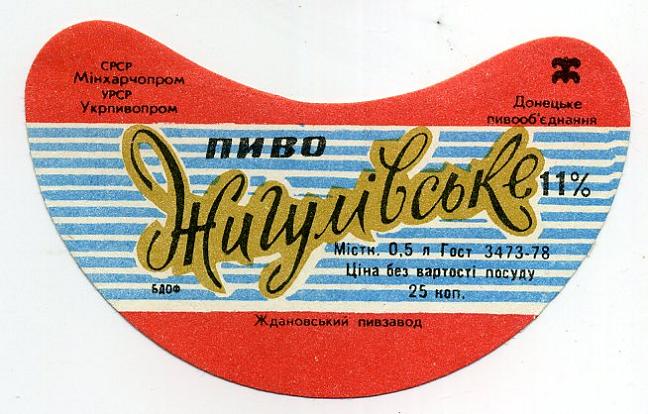 СРСР
Мінхарчопром
УРСР
Укрпивопром
Донецьке
пивооб'єднання
пиво
Жигулівське
11%
Містк. 0,5 л Гост 3473-78
Ціна без вартості посуду
25 коп.
БДОФ
Ждановський пивзавод